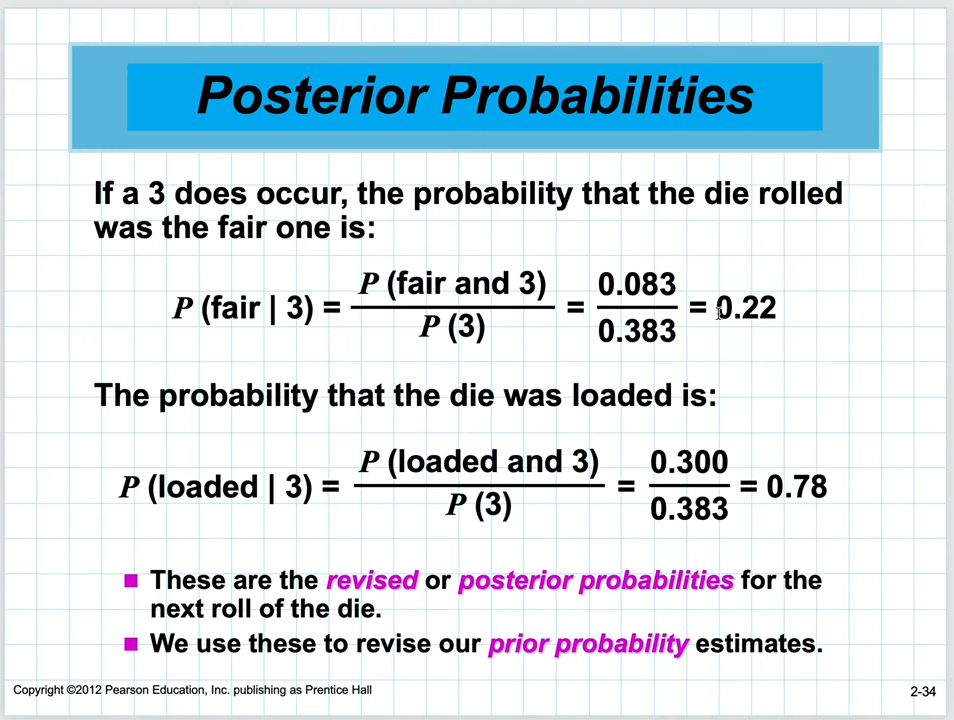 Posterior Probabilities
If a 3 does occur, the probability that the die rolled
was the fair one is:
P (fair | 3) = P (fair and 3) / P (3) = 0.083 / 0.383 = 0.22
The probability that the die was loaded is:
P (loaded | 3) = P (loaded and 3) / P (3) = 0.300 / 0.383 = 0.78
■ These are the revised or posterior probabilities for the
next roll of the die.
■ We use these to revise our prior probability estimates.
Copyright ©2012 Pearson Education, Inc. publishing as Prentice Hall
2-34